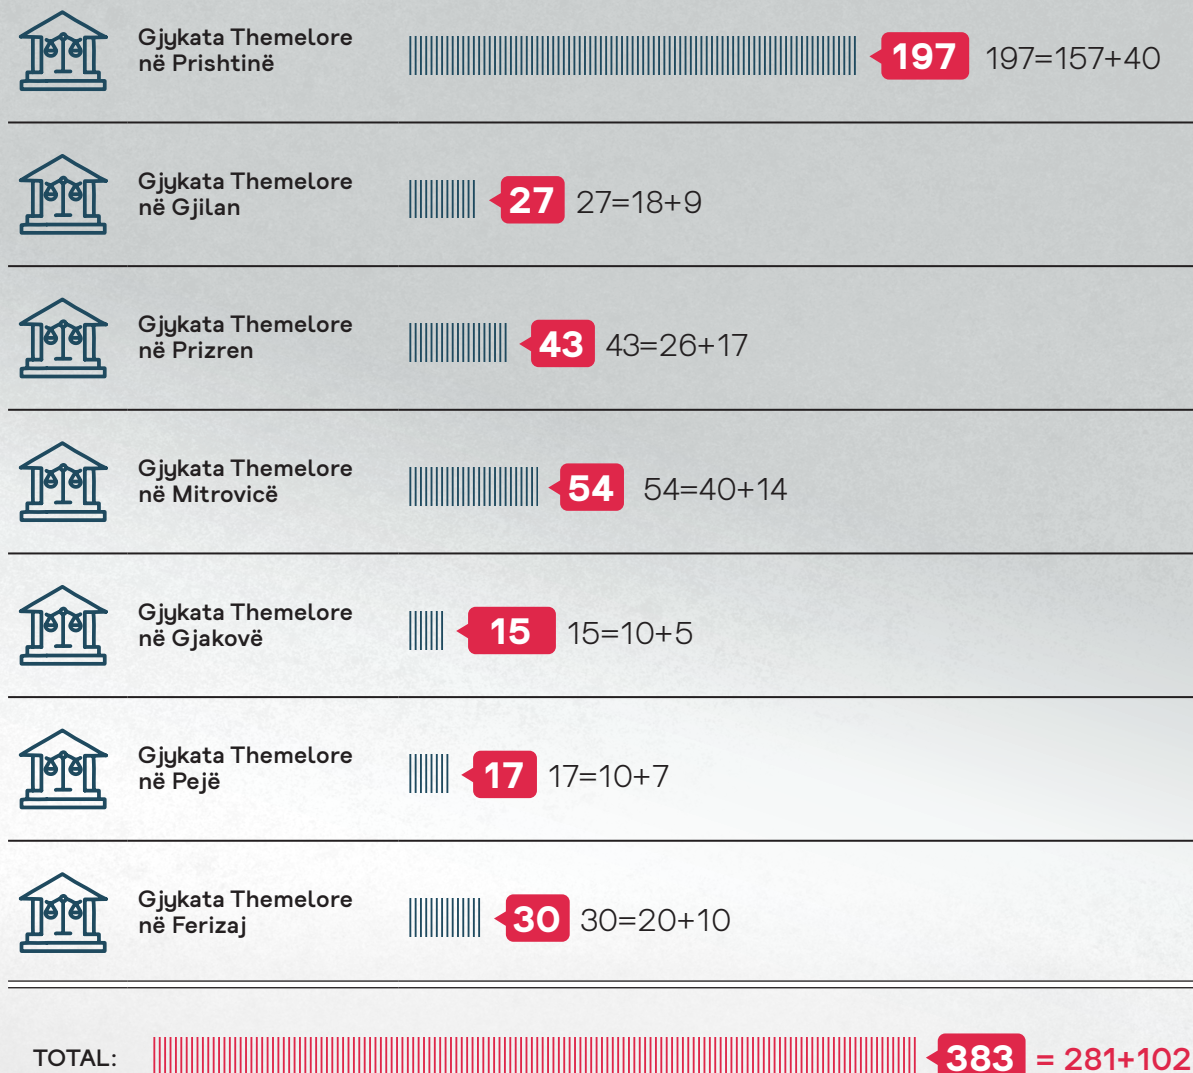 Gjykata Themelore
në Prishtinë
197 197=157+40
Gjykata Themelore
në Gjilan
27 27=18+9
Gjykata Themelore
në Prizren
43 43=26+17
Gjykata Themelore
në Mitrovicë
54 54=40+14
Gjykata Themelore
në Gjakovë
15 15=10+5
Gjykata Themelore
në Pejë
17 17=10+7
Gjykata Themelore
në Ferizaj
30 30=20+10
TOTAL: 383 = 281+102